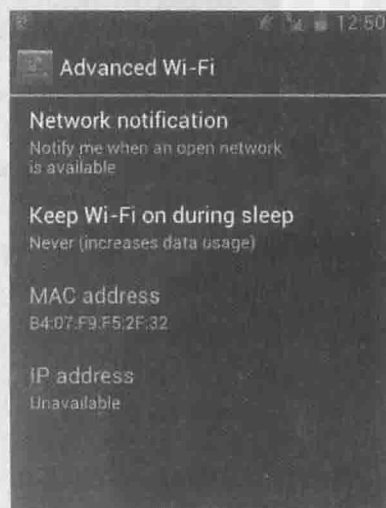 12:50
Advanced Wi-Fi
Network notification
Notify me when an open network
is available
Keep Wi-Fi on during sleep
Never (increases data usage)
MAC address
B4:07:F9:F5:2F:32
IP address
Unavailable